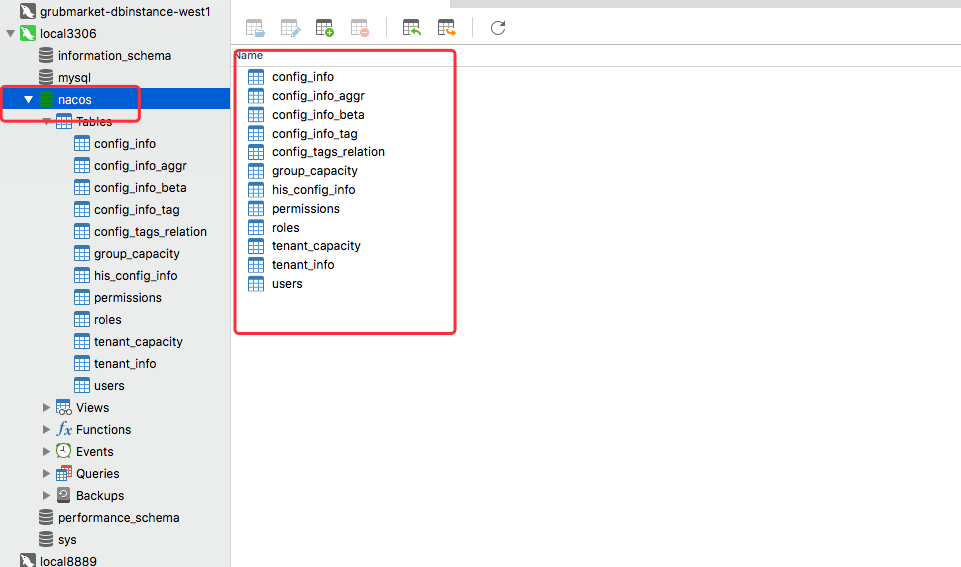 grubmarket-dbinstance-west1
local3306
information_schema
mysql
nacos
Tables
config_info
config_info_aggr
config_info_beta
config_info_tag
config_tags_relation
group_capacity
his_config_info
permissions
roles
tenant_capacity
tenant_info
users
Views
fx Functions
Events
Queries
Backups
performance_schema
sys
local8889
Name
config_info
config_info_aggr
config_info_beta
config_info_tag
config_tags_relation
group_capacity
his_config_info
permissions
roles
tenant_capacity
tenant_info
users